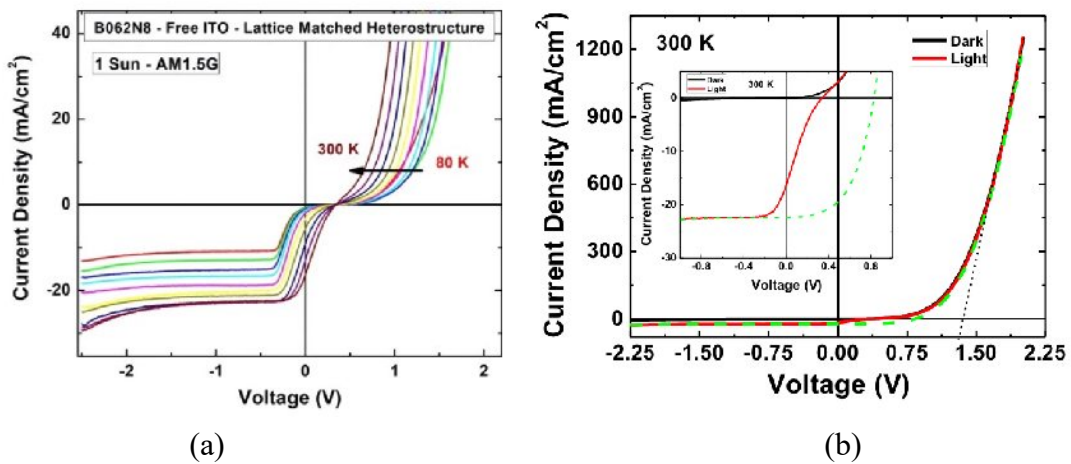 B062N8 - Free ITO - Lattice Matched Heterostructure
1 Sun - AM1.5G
300 K
80 K
40
20
0
-20
-2
-1
0
1
2
Current Density (mA/cm²)
Voltage (V)
(a)
300 K
Dark
Light
1200
900
600
300
0
-2.25
-1.50
-0.75
0.00
0.75
1.50
2.25
Current Density (mA/cm²)
Voltage (V)
Dark
Light
300 K
0
-10
-20
-30
-0.8
-0.4
0.0
0.4
0.8
Current Density (mA/cm²)
Voltage (V)
(b)